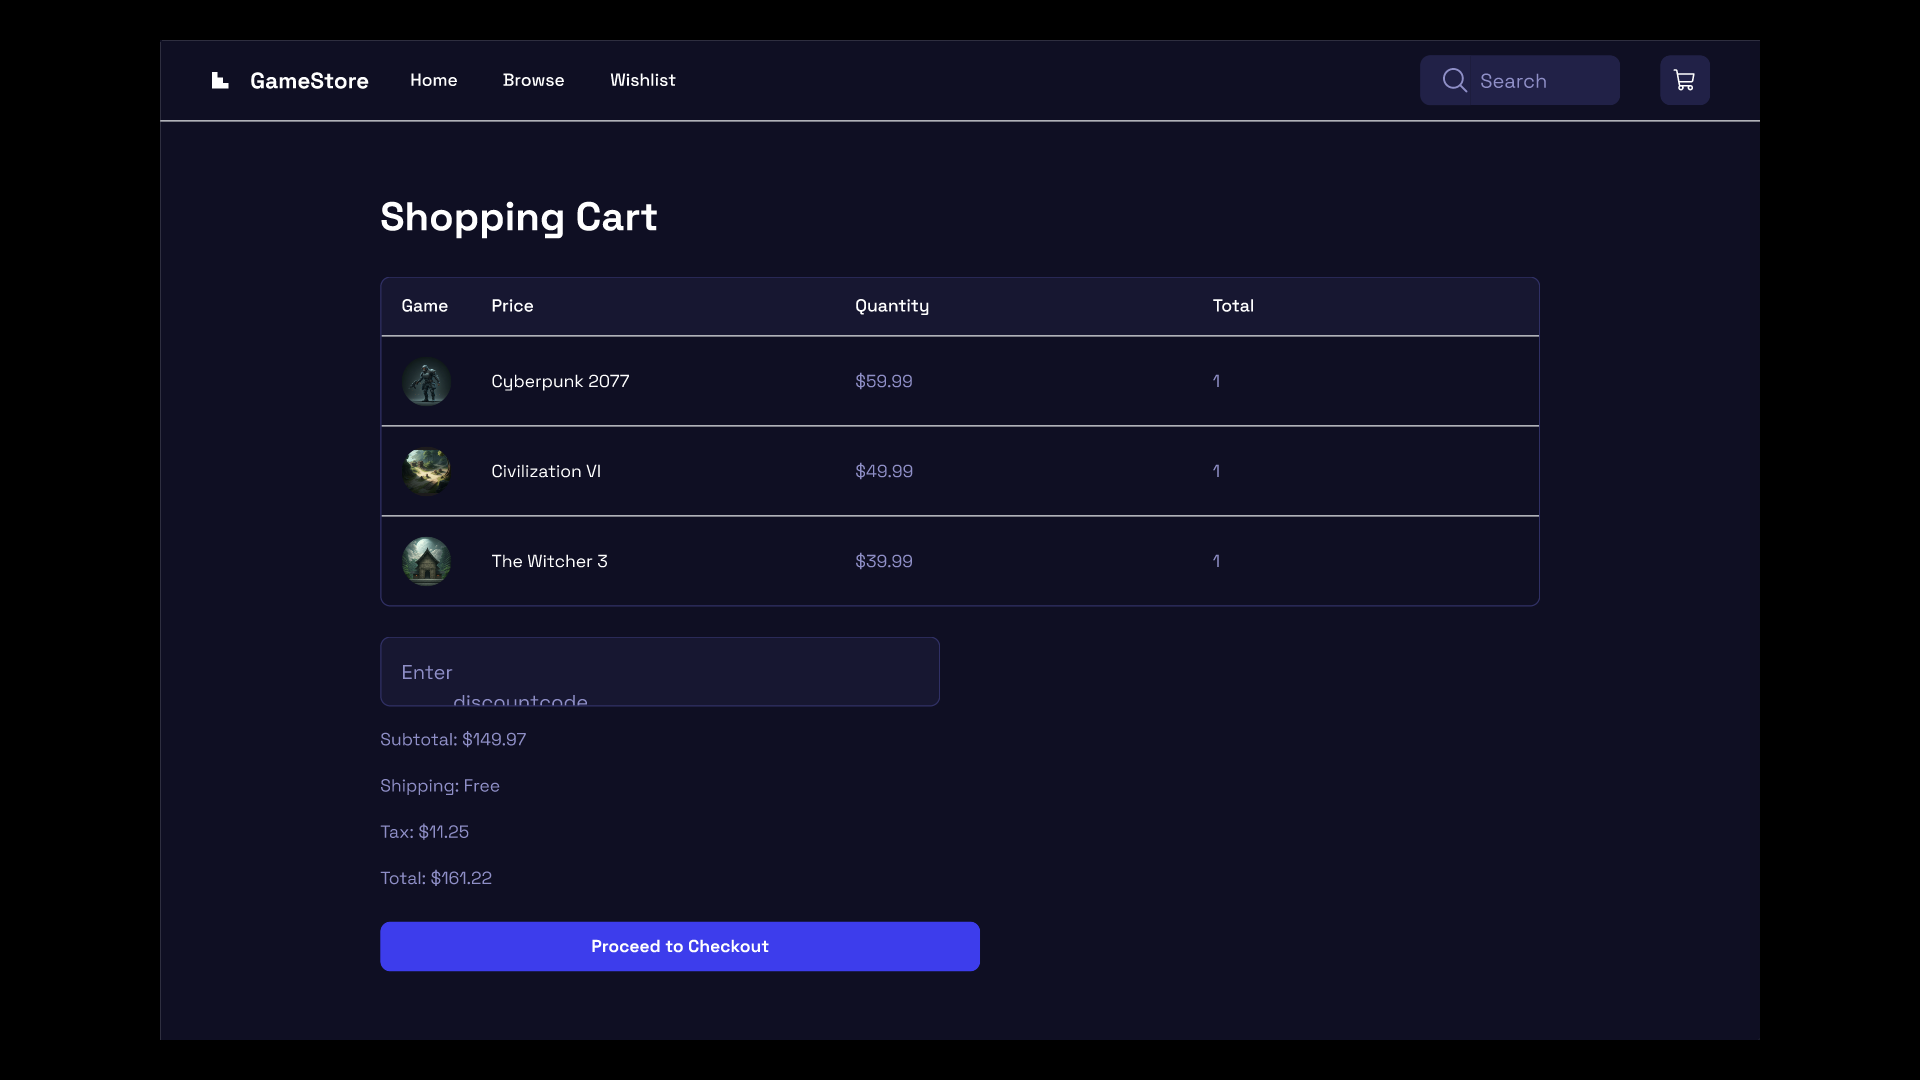 GameStore Home Browse Wishlist Search
Shopping Cart
Game Price Quantity Total
Cyberpunk 2077 $59.99 1
Civilization VI $49.99 1
The Witcher 3 $39.99 1
Enter
discountcode
Subtotal: $149.97
Shipping: Free
Tax: $11.25
Total: $161.22
Proceed to Checkout